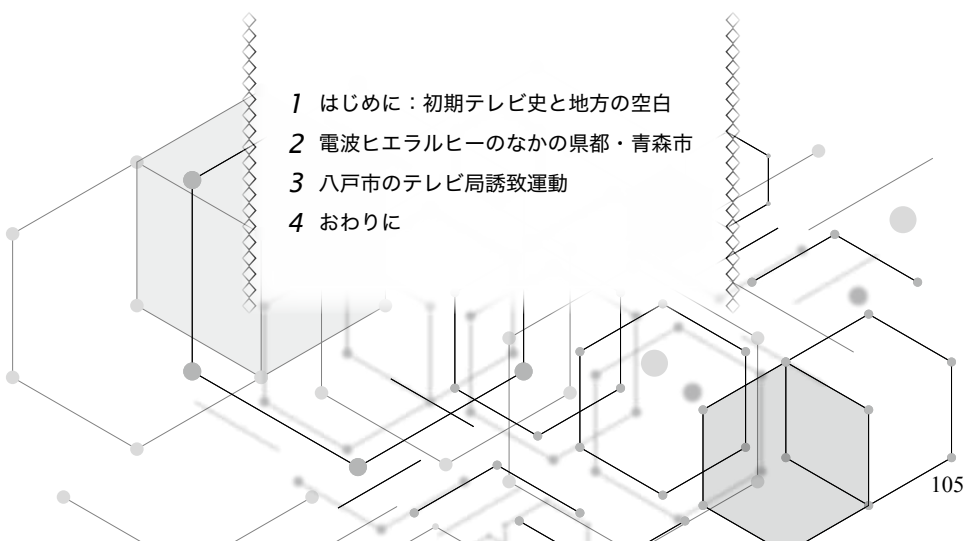 1 はじめに：初期テレビ史と地方の空白
2 電波ヒエラルヒーのなかの県都・青森市
3 八戸市のテレビ局誘致運動
4 おわりに
105